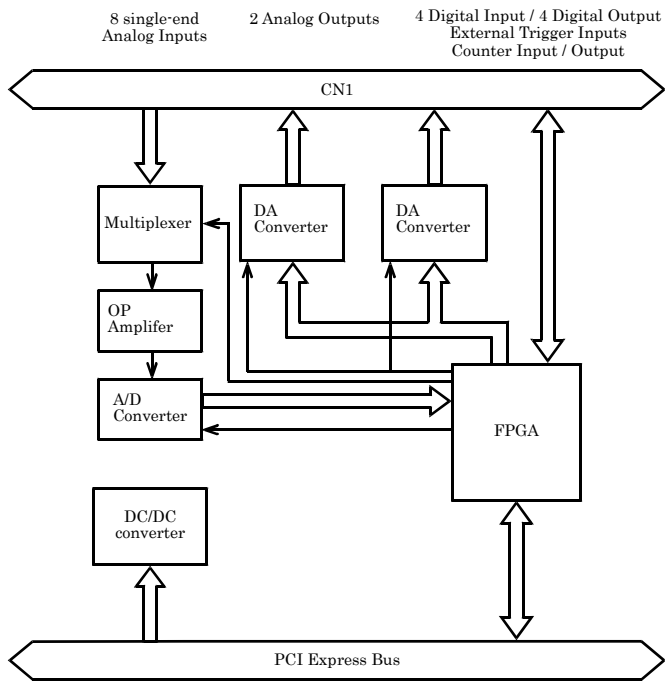 8 single-end
Analog Inputs
2 Analog Outputs
4 Digital Input / 4 Digital Output
External Trigger Inputs
Counter Input / Output
CN1
Multiplexer
DA
Converter
DA
Converter
OP
Amplifer
A/D
Converter
FPGA
DC/DC
converter
PCI Express Bus